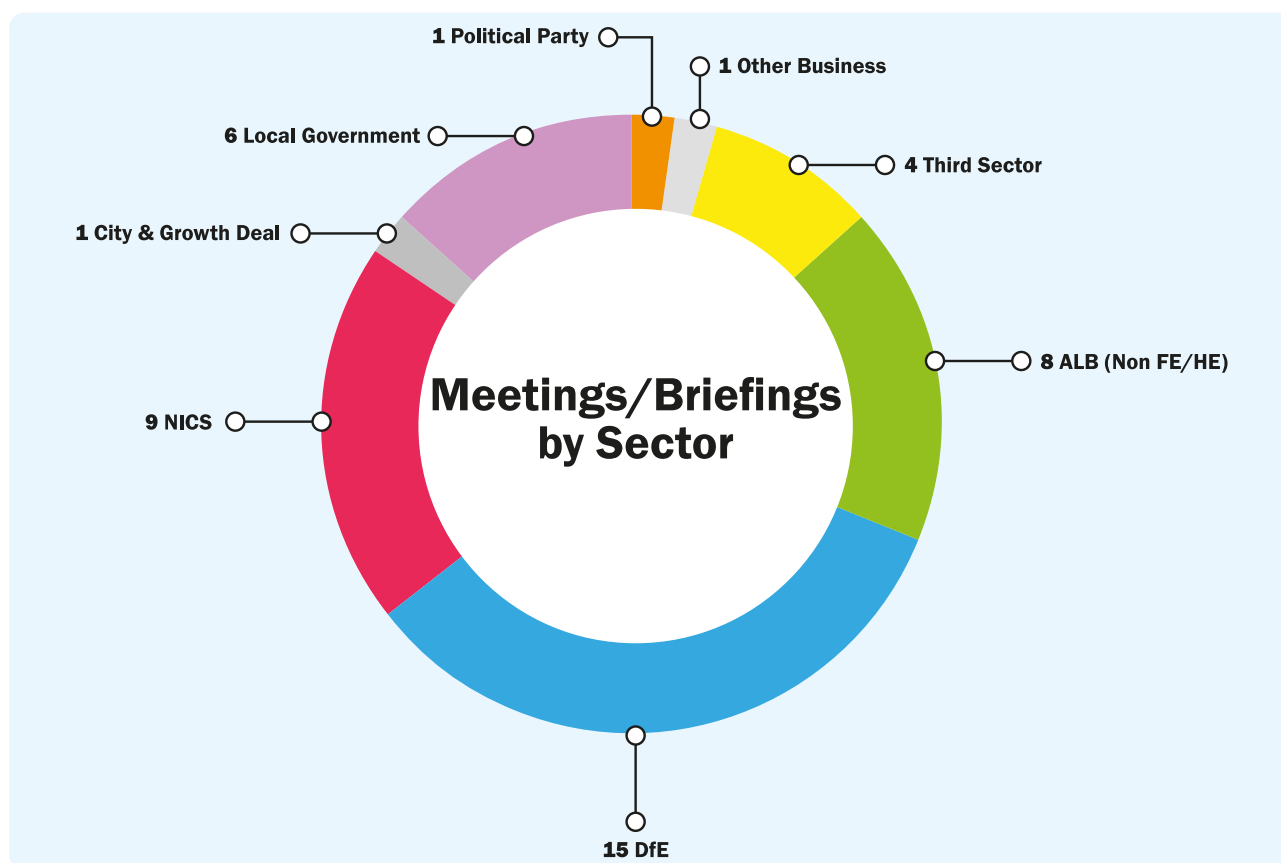 1 Political Party
1 Other Business
6 Local Government
4 Third Sector
1 City & Growth Deal
8 ALB (Non FE/HE)
Meetings/Briefings
by Sector
9 NICS
15 DfE